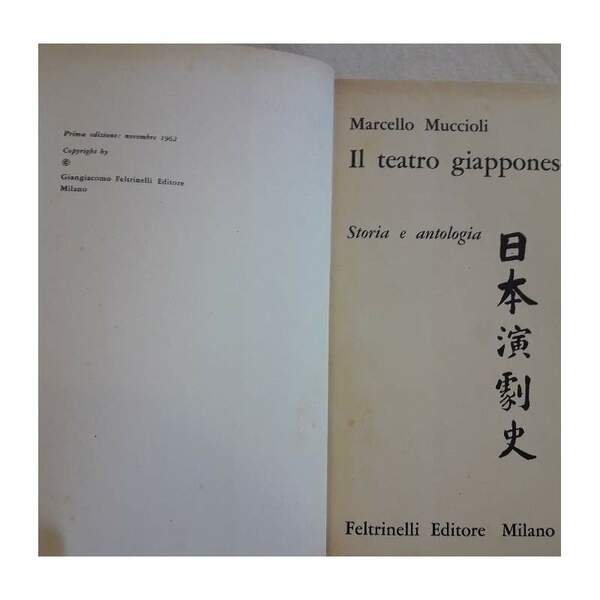 Prima edizione: novembre 1962
Copyright by
©
Giangiacomo Feltrinelli Editore
Milano
Marcello Muccioli
Il teatro giappones
Storia e antologia
日本演劇史
Feltrinelli Editore Milano